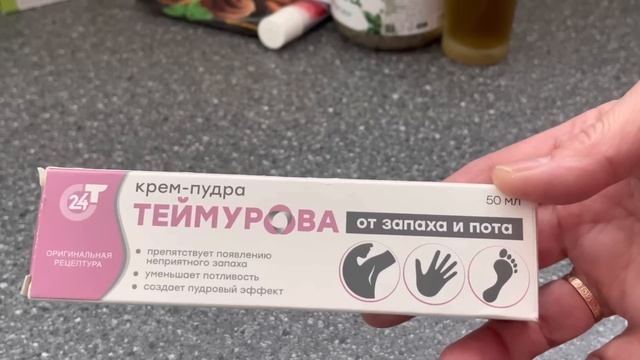 24 Т
крем-пудра
50 мл
ТЕЙМУРОВА
от запаха и пота
ОРИГИНАЛЬНАЯ
РЕЦЕПТУРА
• препятствует появлению
неприятного запаха
• уменьшает потливость
• создает пудровый эффект